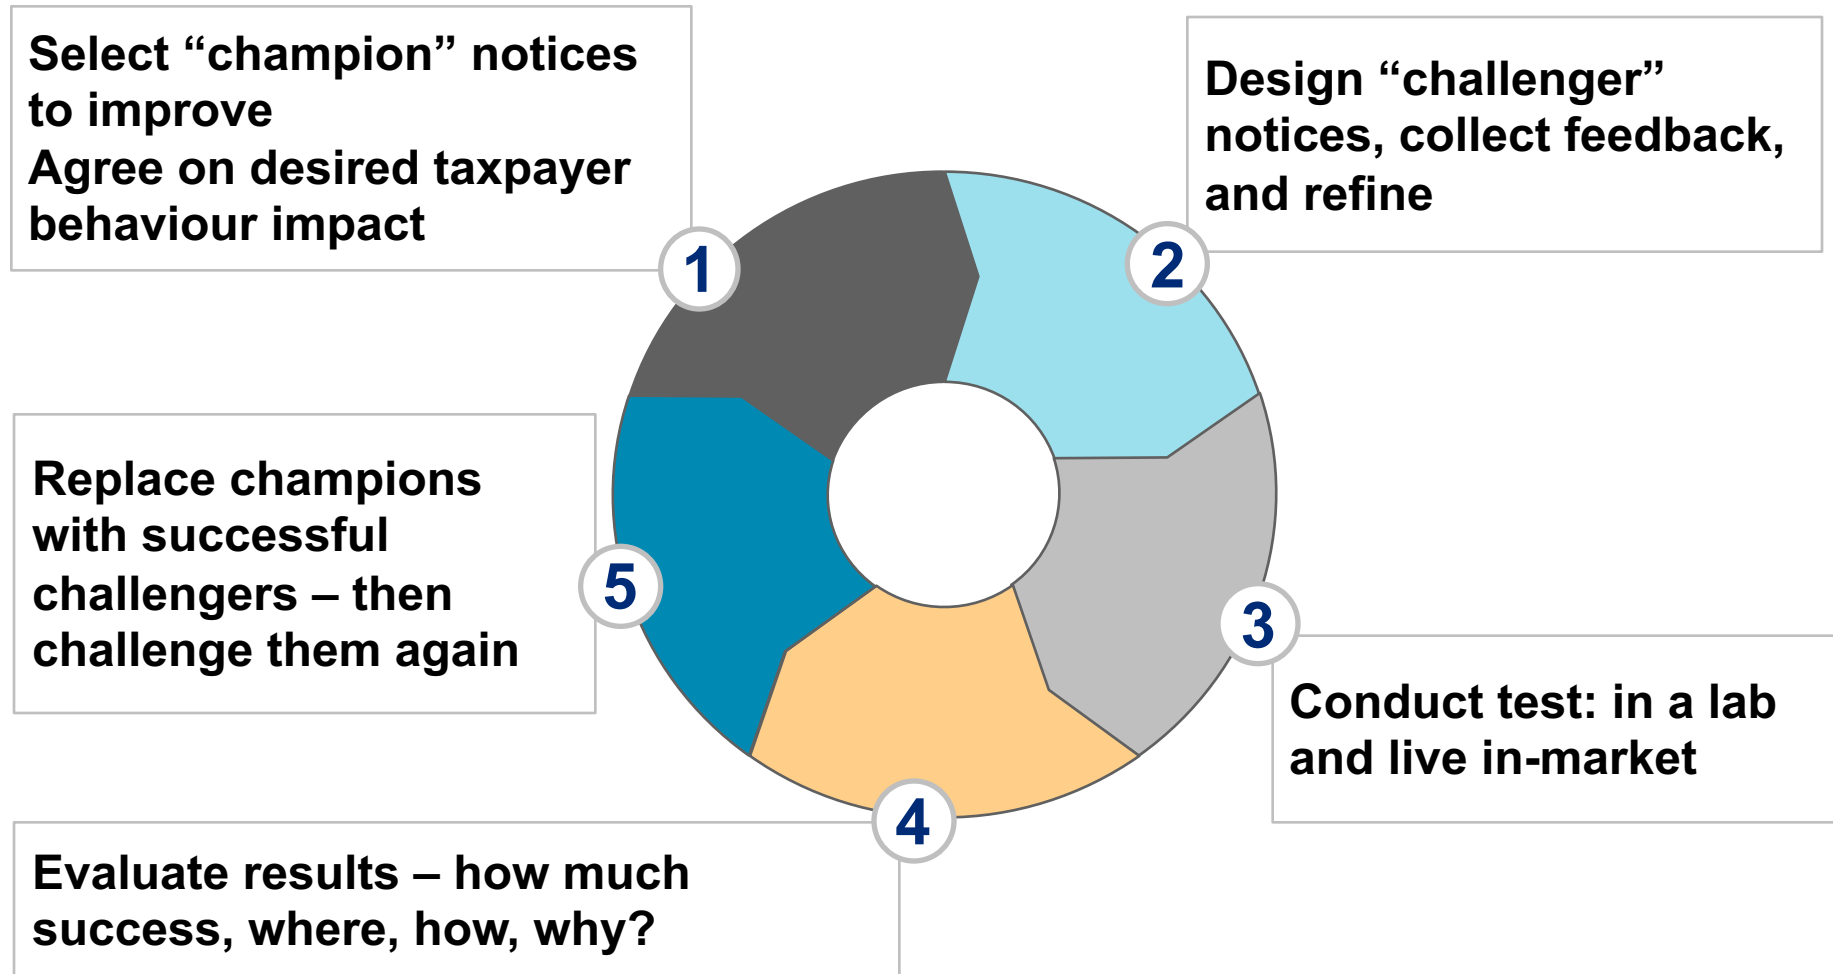 1
Select “champion” notices
to improve
Agree on desired taxpayer
behaviour impact
2
Design “challenger”
notices, collect feedback,
and refine
3
Conduct test: in a lab
and live in-market
4
Evaluate results – how much
success, where, how, why?
5
Replace champions
with successful
challengers – then
challenge them again